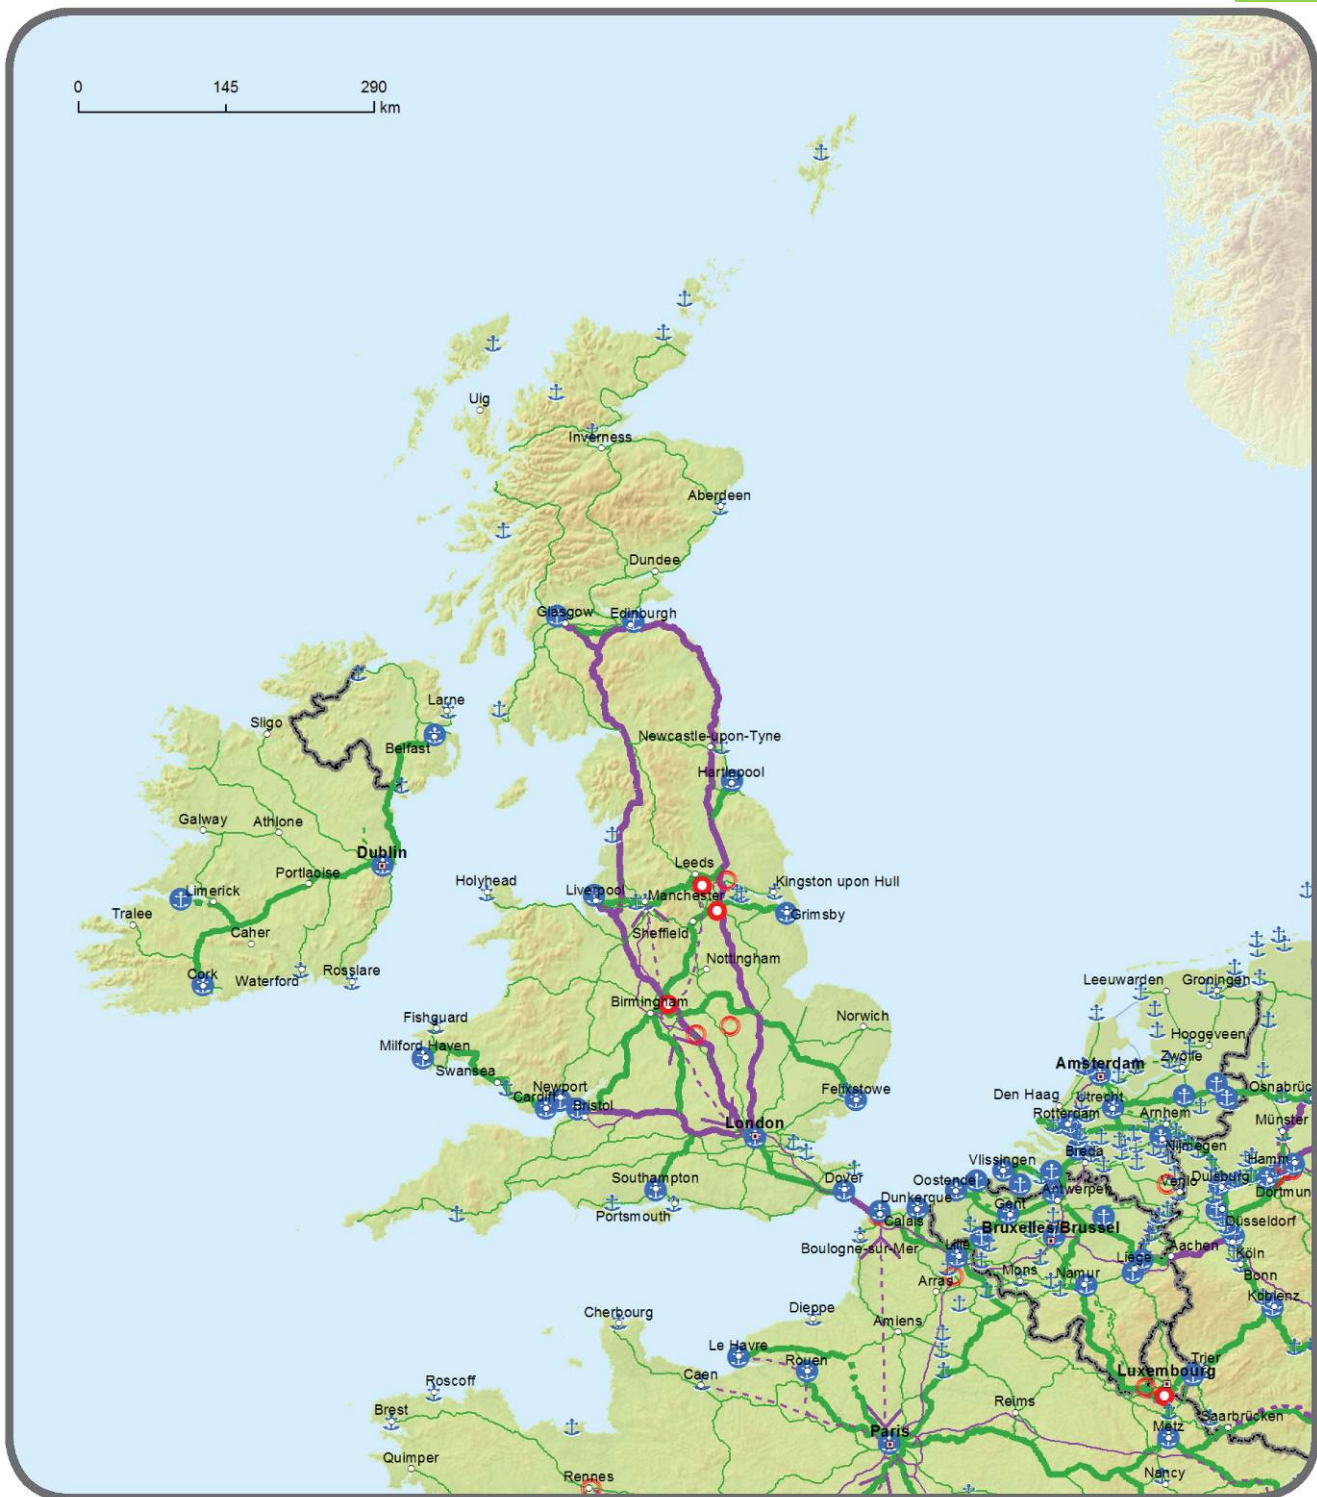 0 145 290
km
Uig
Inverness
Aberdeen
Dundee
Glasgow
Edinburgh
Larne
Sligo
Belfast
Newcastle-upon-Tyne
Hartlepool
Galway
Athlone
Dublin
Portlaoise
Leeds
Holyhead
Liverpool
Manchester
Kingston upon Hull
Limerick
Tralee
Grimsby
Sheffield
Caher
Nottingham
Cork
Waterford
Rosslare
Leeuwarden
Groningen
Birmingham
Norwich
Fishguard
Hoogeveen
Milford Haven
Zwolle
Amsterdam
Swansea
Newport
Felixstowe
Den Haag
Utrecht
Osnabrüc
Cardiff
Bristol
Rotterdam
Arnhem
London
Münster
Nijmegen
Breda
Vlissingen
Hamm
Southampton
Dover
Oostende
Venlo
Duisburg
Antwerpen
Dortmun
Dunkerque
Portsmouth
Gent
Calais
Bruxelles/Brussel
Düsseldorf
Boulogne-sur-Mer
Lille
Aachen
Köln
Liège
Arras
Mons
Namur
Bonn
Koblenz
Cherbourg
Dieppe
Amiens
Le Havre
Rouen
Trier
Caen
Luxembourg
Roscoff
Reims
Brest
Saarbrücken
Paris
Metz
Quimper
Rennes
Nancy